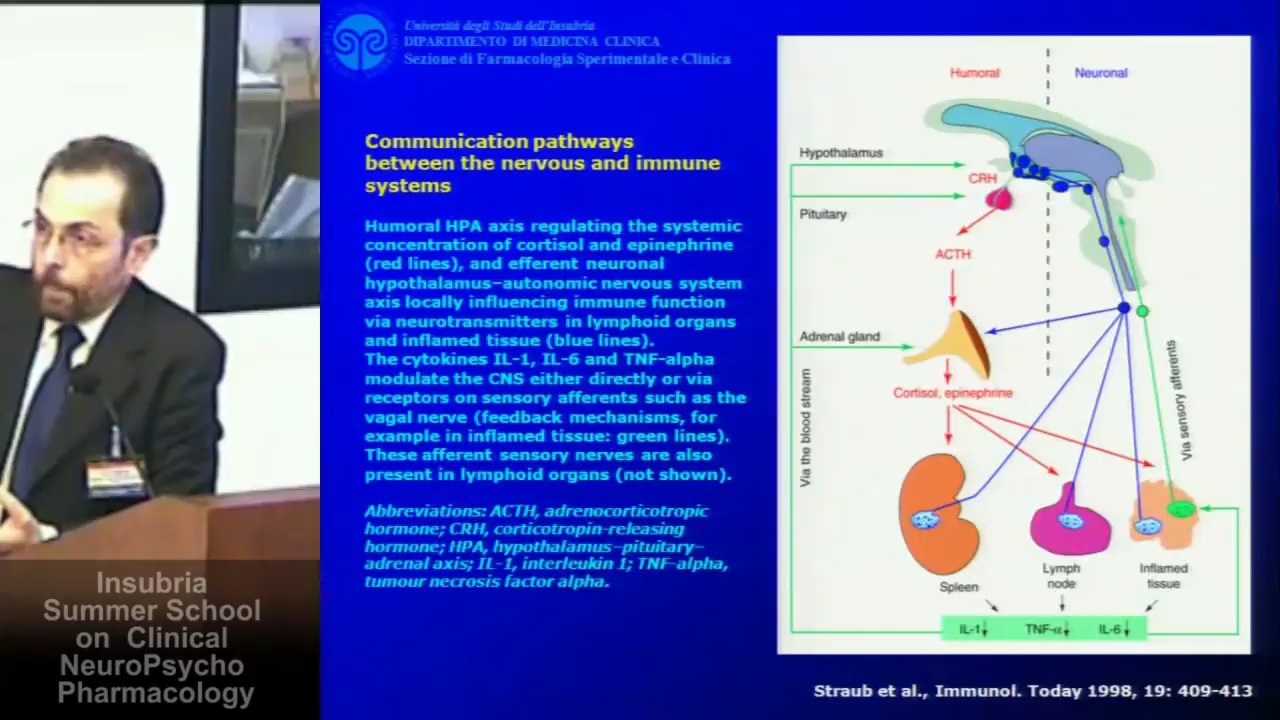 Università degli Studi dell'Insubria
DIPARTIMENTO DI MEDICINA CLINICA
Sezione di Farmacologia Sperimentale e Clinica
Communication pathways
between the nervous and immune
systems
Humoral HPA axis regulating the systemic
concentration of cortisol and epinephrine
(red lines), and efferent neuronal
hypothalamus–autonomic nervous system
axis locally influencing immune function
via neurotransmitters in lymphoid organs
and inflamed tissue (blue lines).
The cytokines IL-1, IL-6 and TNF-alpha
modulate the CNS either directly or via
receptors on sensory afferents such as the
vagal nerve (feedback mechanisms, for
example in inflamed tissue: green lines).
These afferent sensory nerves are also
present in lymphoid organs (not shown).
Abbreviations: ACTH, adrenocorticotropic
hormone; CRH, corticotropin-releasing
hormone; HPA, hypothalamus–pituitary–
adrenal axis; IL-1, interleukin 1; TNF-alpha,
tumour necrosis factor alpha.
Humoral
Neuronal
Hypothalamus
CRH
Pituitary
ACTH
Adrenal gland
Cortisol, epinephrine
Via the blood stream
Via sensory afferents
Spleen
Lymph
node
Inflamed
tissue
IL-1↓ TNF-α↓ IL-6↓
Straub et al., Immunol. Today 1998, 19: 409-413
Insubria
Summer School
on Clinical
NeuroPsycho
Pharmacology